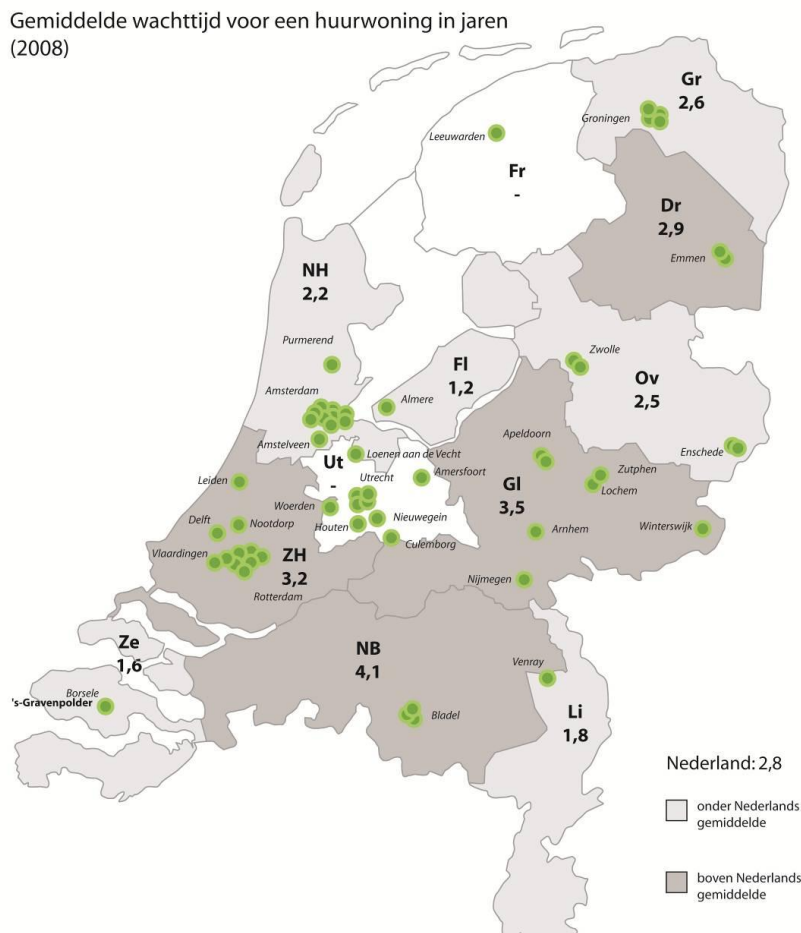 Gemiddelde wachttijd voor een huurwoning in jaren
(2008)
Gr
2,6
Groningen
Leeuwarden
Fr
-
Dr
2,9
Emmen
NH
2,2
Purmerend
Zwolle
Fl
1,2
Ov
2,5
Amsterdam
Almere
Apeldoorn
Amstelveen
Loenen aan de Vecht
Enschede
Ut
-
Amersfoort
Zutphen
Utrecht
Gl
3,5
Lochem
Leiden
Woerden
Nieuwegein
Delft
Nootdorp
Houten
Arnhem
Winterswijk
Culemborg
Vlaardingen
ZH
3,2
Nijmegen
Rotterdam
Ze
1,6
NB
4,1
Venray
Borsele
's-Gravenpolder
Bladel
Li
1,8
Nederland: 2,8
onder Nederlands
gemiddelde
boven Nederlands
gemiddelde